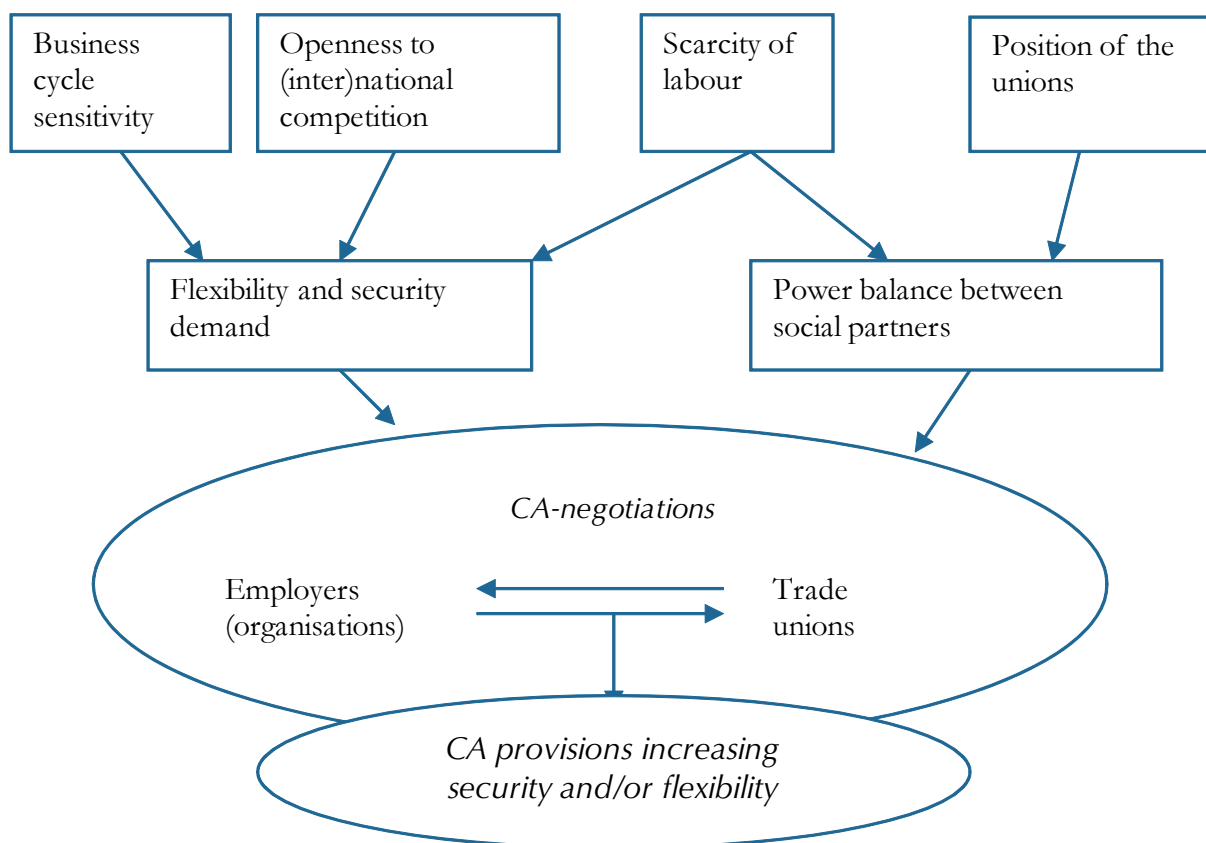 Business
cycle
sensitivity
Openness to
(inter)national
competition
Scarcity of
labour
Position of the
unions
Flexibility and security
demand
Power balance between
social partners
CA-negotiations
Employers
(organisations)
Trade
unions
CA provisions increasing
security and/or flexibility